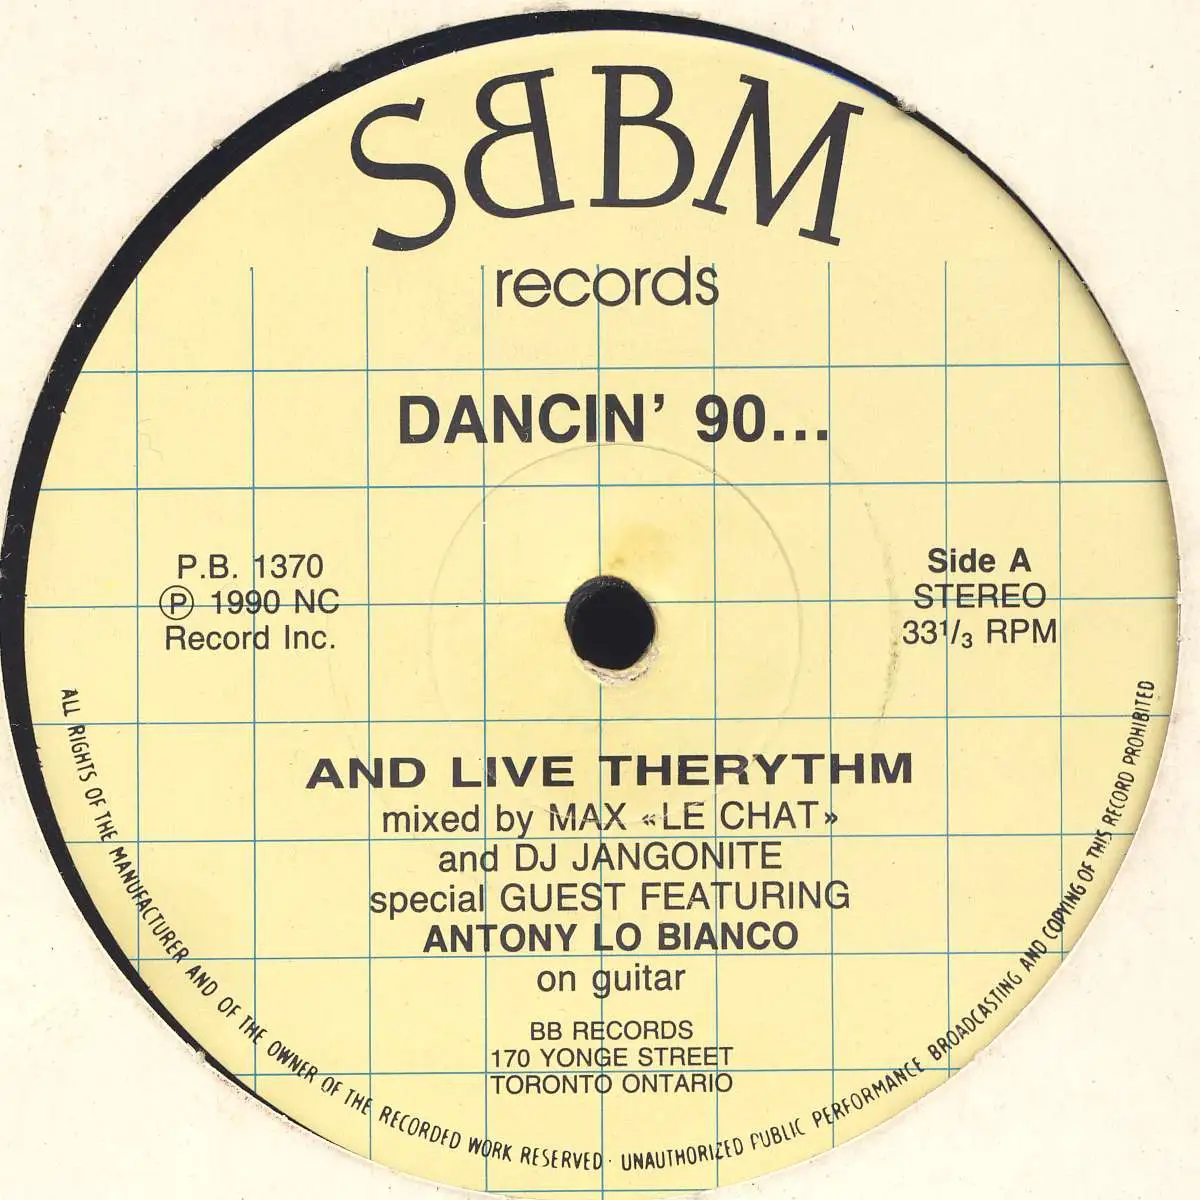 SBBM
records
DANCIN' 90...
P.B. 1370
Ⓟ 1990 NC
Record Inc.
Side A
STEREO
33¹/₃ RPM
AND LIVE THERYTHM
mixed by MAX «LE CHAT»
and DJ JANGONITE
special GUEST FEATURING
ANTONY LO BIANCO
on guitar
BB RECORDS
170 YONGE STREET
TORONTO ONTARIO
ALL RIGHTS OF THE MANUFACTURER AND OF THE OWNER OF THE RECORDED WORK RESERVED · UNAUTHORIZED PUBLIC PERFORMANCE BROADCASTING AND COPYING OF THIS RECORD PROHIBITED